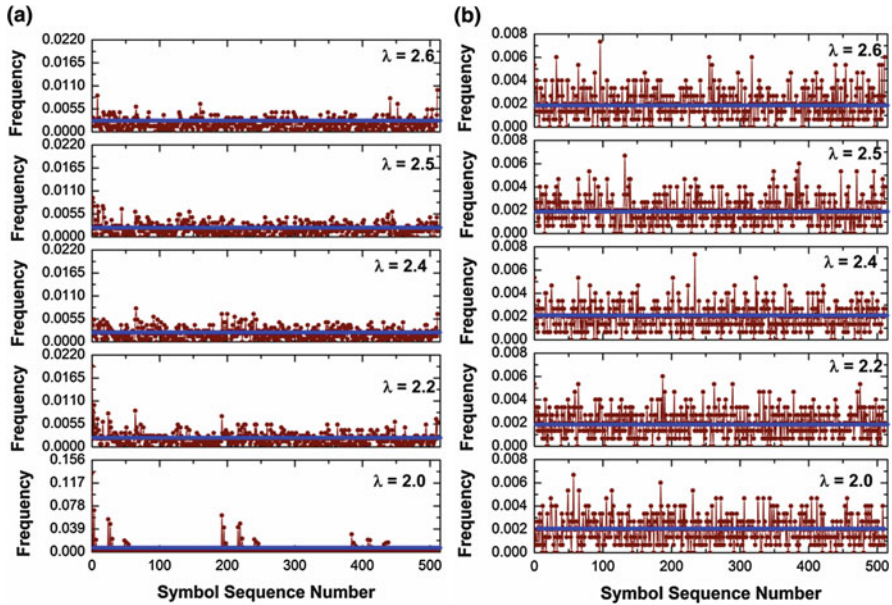 (a)
Frequency
0.0220
0.0165
0.0110
0.0055
0.0000
λ = 2.6
Frequency
0.0220
0.0165
0.0110
0.0055
0.0000
λ = 2.5
Frequency
0.0220
0.0165
0.0110
0.0055
0.0000
λ = 2.4
Frequency
0.0220
0.0165
0.0110
0.0055
0.0000
λ = 2.2
Frequency
0.156
0.117
0.078
0.039
0.000
λ = 2.0
0 100 200 300 400 500
Symbol Sequence Number
(b)
Frequency
0.008
0.006
0.004
0.002
0.000
λ = 2.6
Frequency
0.008
0.006
0.004
0.002
0.000
λ = 2.5
Frequency
0.008
0.006
0.004
0.002
0.000
λ = 2.4
Frequency
0.008
0.006
0.004
0.002
0.000
λ = 2.2
Frequency
0.008
0.006
0.004
0.002
0.000
λ = 2.0
0 100 200 300 400 500
Symbol Sequence Number